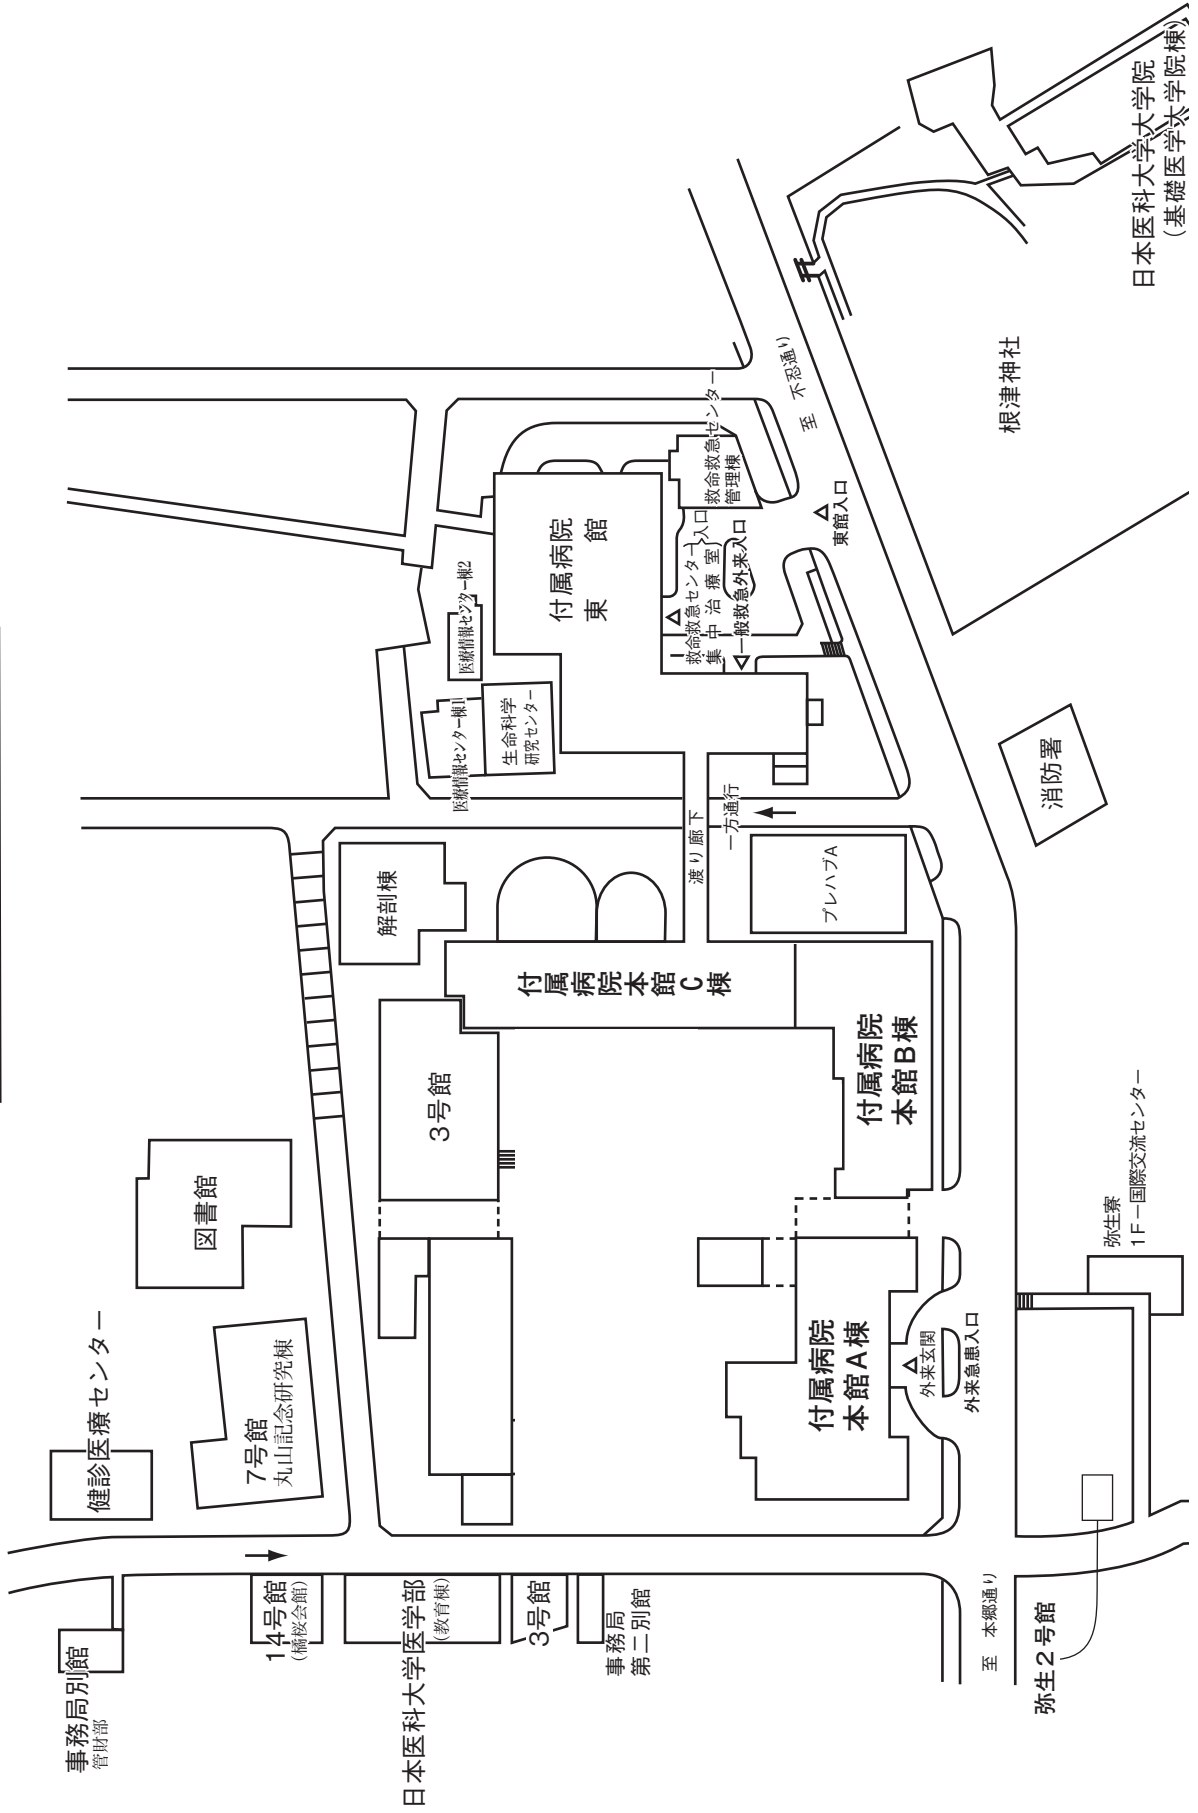 事務局別館
管財部
健診医療センター
7号館
丸山記念研究棟
図書館
14号館
(橘桜会館)
日本医科大学医学部
(教育棟)
3号館
事務局
第二別館
3号館
解剖棟
医療情報センター棟1
医療情報センター棟2
生命科学
研究センター
付属病院
東館
救命救急センター
管理棟
救命救急センター
集中治療室
入口
一般救急外来入口
東館入口
至 不忍通り
渡り廊下
一方通行
プレハブA
付属病院本館C棟
付属病院
本館B棟
付属病院
本館A棟
外来玄関
外来急患入口
至 本郷通り
弥生2号館
弥生寮
1F－国際交流センター
消防署
根津神社
日本医科大学大学院
(基礎医学大学院棟)